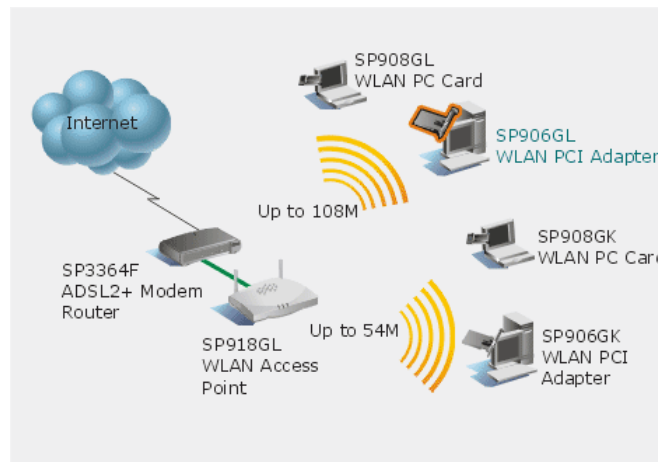 SP908GL
WLAN PC Card
Internet
SP906GL
WLAN PCI Adapter
Up to 108M
SP908GK
WLAN PC Card
SP3364F
ADSL2+ Modem
Router
Up to 54M
SP918GL
WLAN Access
Point
SP906GK
WLAN PCI
Adapter